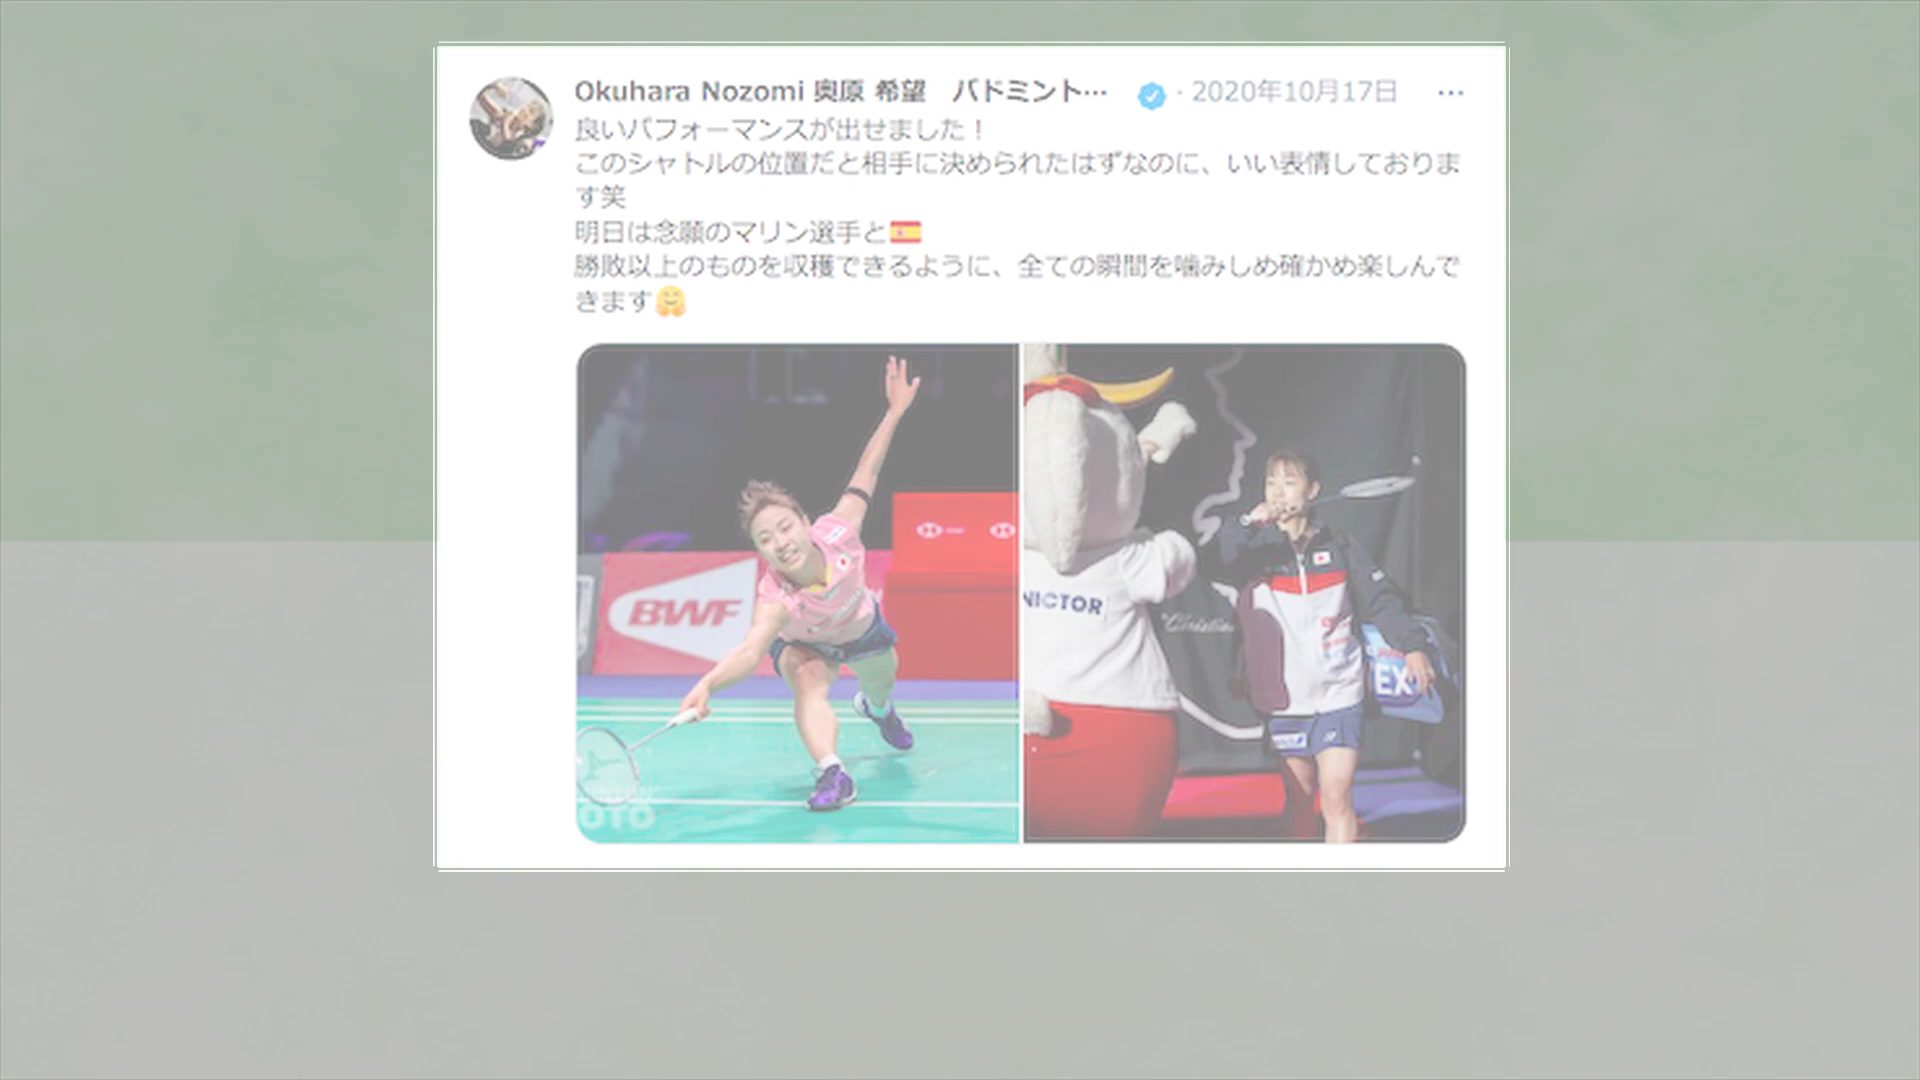 Okuhara Nozomi 奥原 希望　バドミント… · 2020年10月17日 …
良いパフォーマンスが出せました！
このシャトルの位置だと相手に決められたはずなのに、いい表情しておりま
す笑
明日は念願のマリン選手と🇪🇸
勝敗以上のものを収穫できるように、全ての瞬間を噛みしめ確かめ楽しんで
きます🤗
BWF
VICTOR
Christin
EX
OTO